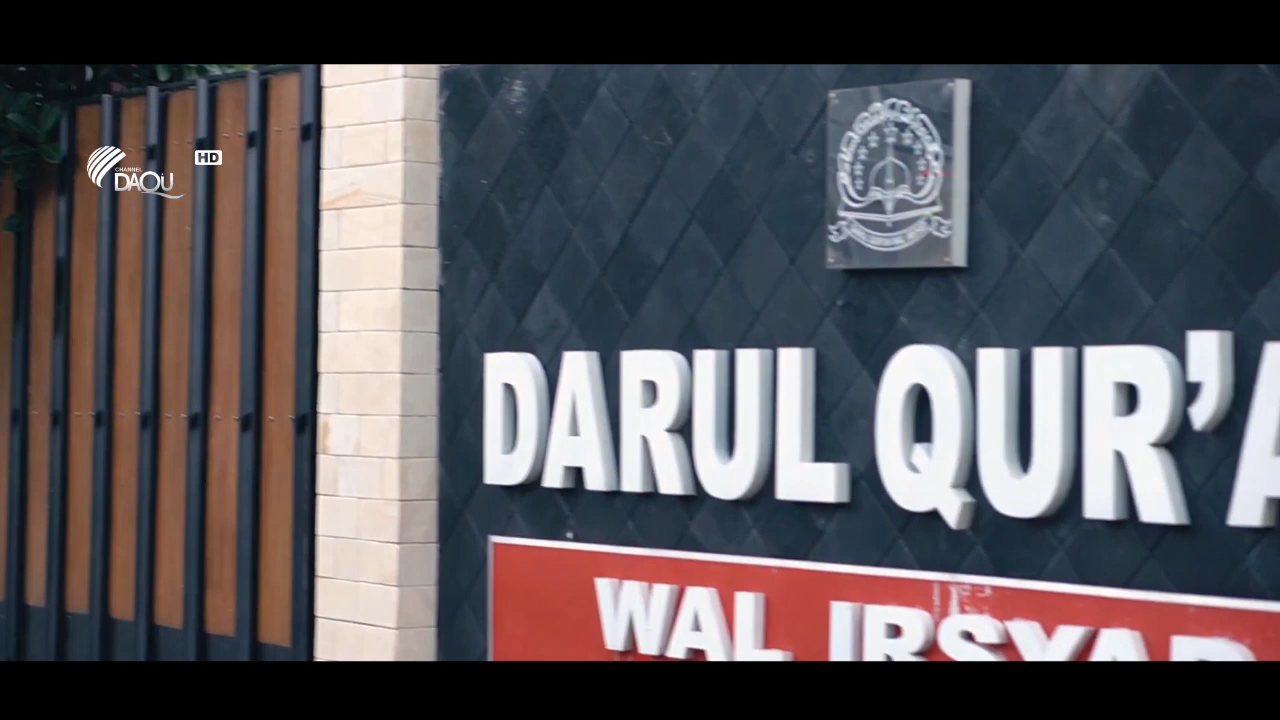 CHANNEL
DAQU
HD
DARUL QUR'A
WAL IRSYAD